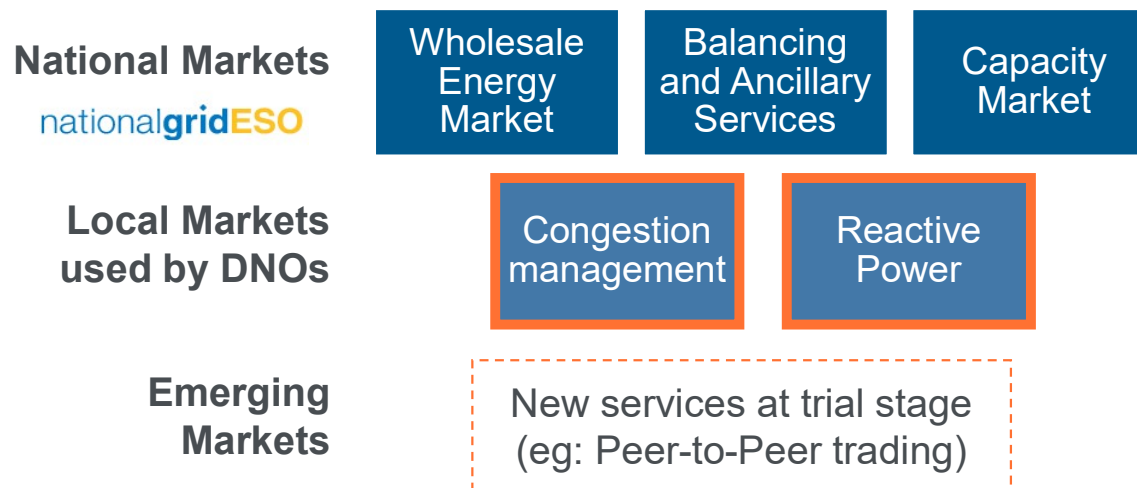 National Markets
nationalgridESO
Wholesale
Energy
Market
Balancing
and Ancillary
Services
Capacity
Market
Local Markets
used by DNOs
Congestion
management
Reactive
Power
Emerging
Markets
New services at trial stage
(eg: Peer-to-Peer trading)